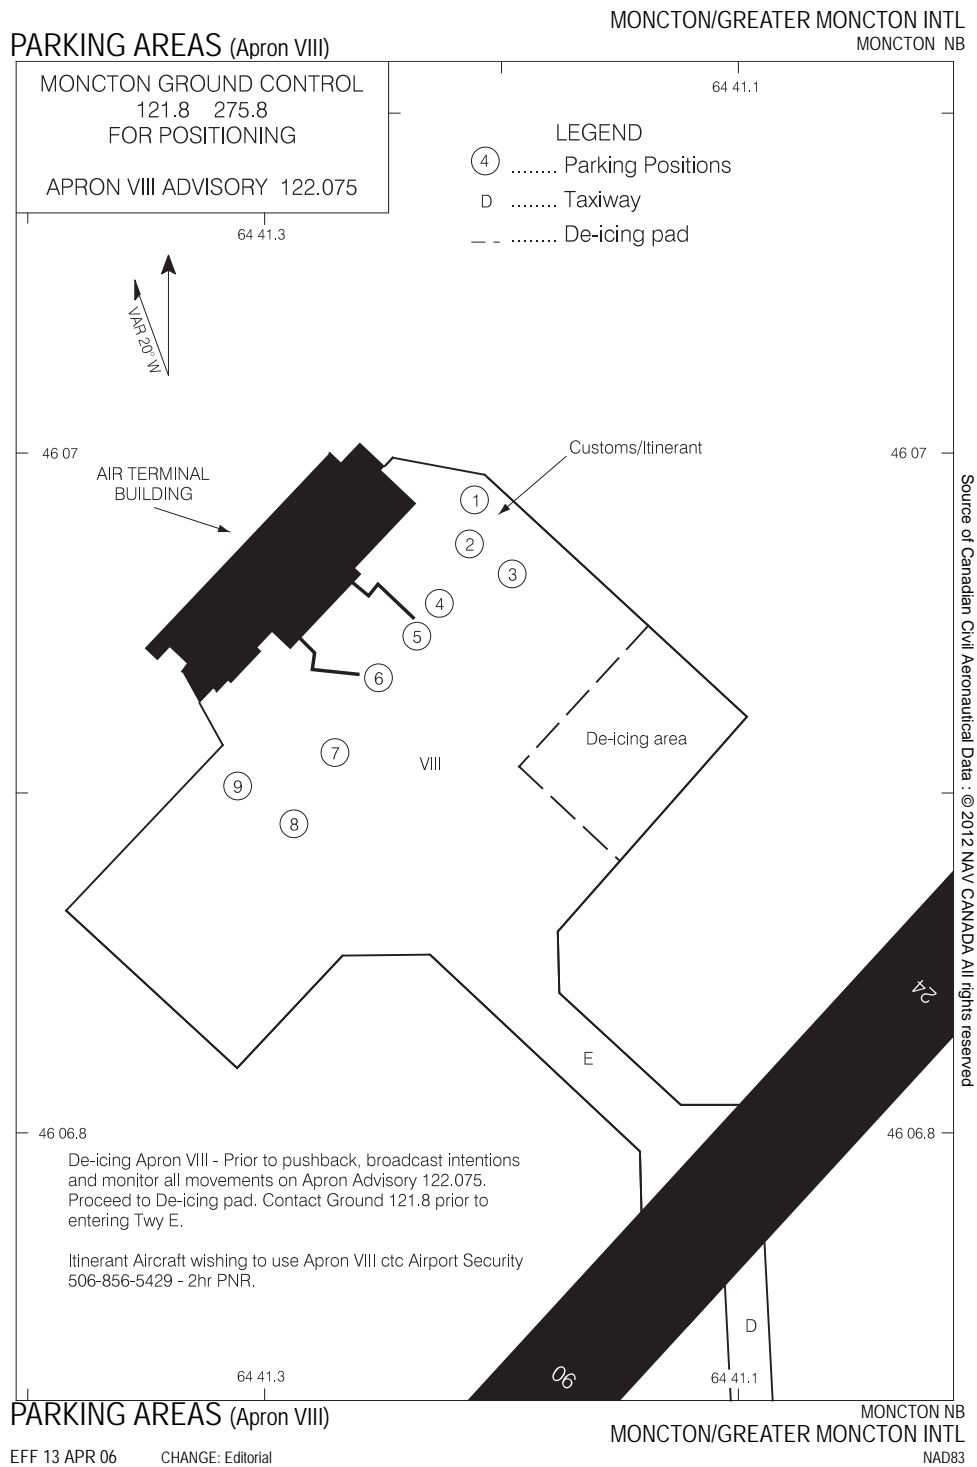 MONCTON/GREATER MONCTON INTL
PARKING AREAS (Apron VIII)
MONCTON NB
MONCTON GROUND CONTROL
121.8 275.8
FOR POSITIONING
APRON VIII ADVISORY 122.075
64 41.1
LEGEND
4 ........ Parking Positions
D ........ Taxiway
........ De-icing pad
64 41.3
VAR 20° W
46 07
Customs/Itinerant
46 07
AIR TERMINAL
BUILDING
1
2
3
4
5
6
De-icing area
7
VIII
9
8
24
E
46 06.8
46 06.8
De-icing Apron VIII - Prior to pushback, broadcast intentions
and monitor all movements on Apron Advisory 122.075.
Proceed to De-icing pad. Contact Ground 121.8 prior to
entering Twy E.
Itinerant Aircraft wishing to use Apron VIII ctc Airport Security
506-856-5429 - 2hr PNR.
D
64 41.3
06
64 41.1
Source of Canadian Civil Aeronautical Data : © 2012 NAV CANADA All rights reserved
PARKING AREAS (Apron VIII)
MONCTON NB
MONCTON/GREATER MONCTON INTL
EFF 13 APR 06 CHANGE: Editorial
NAD83